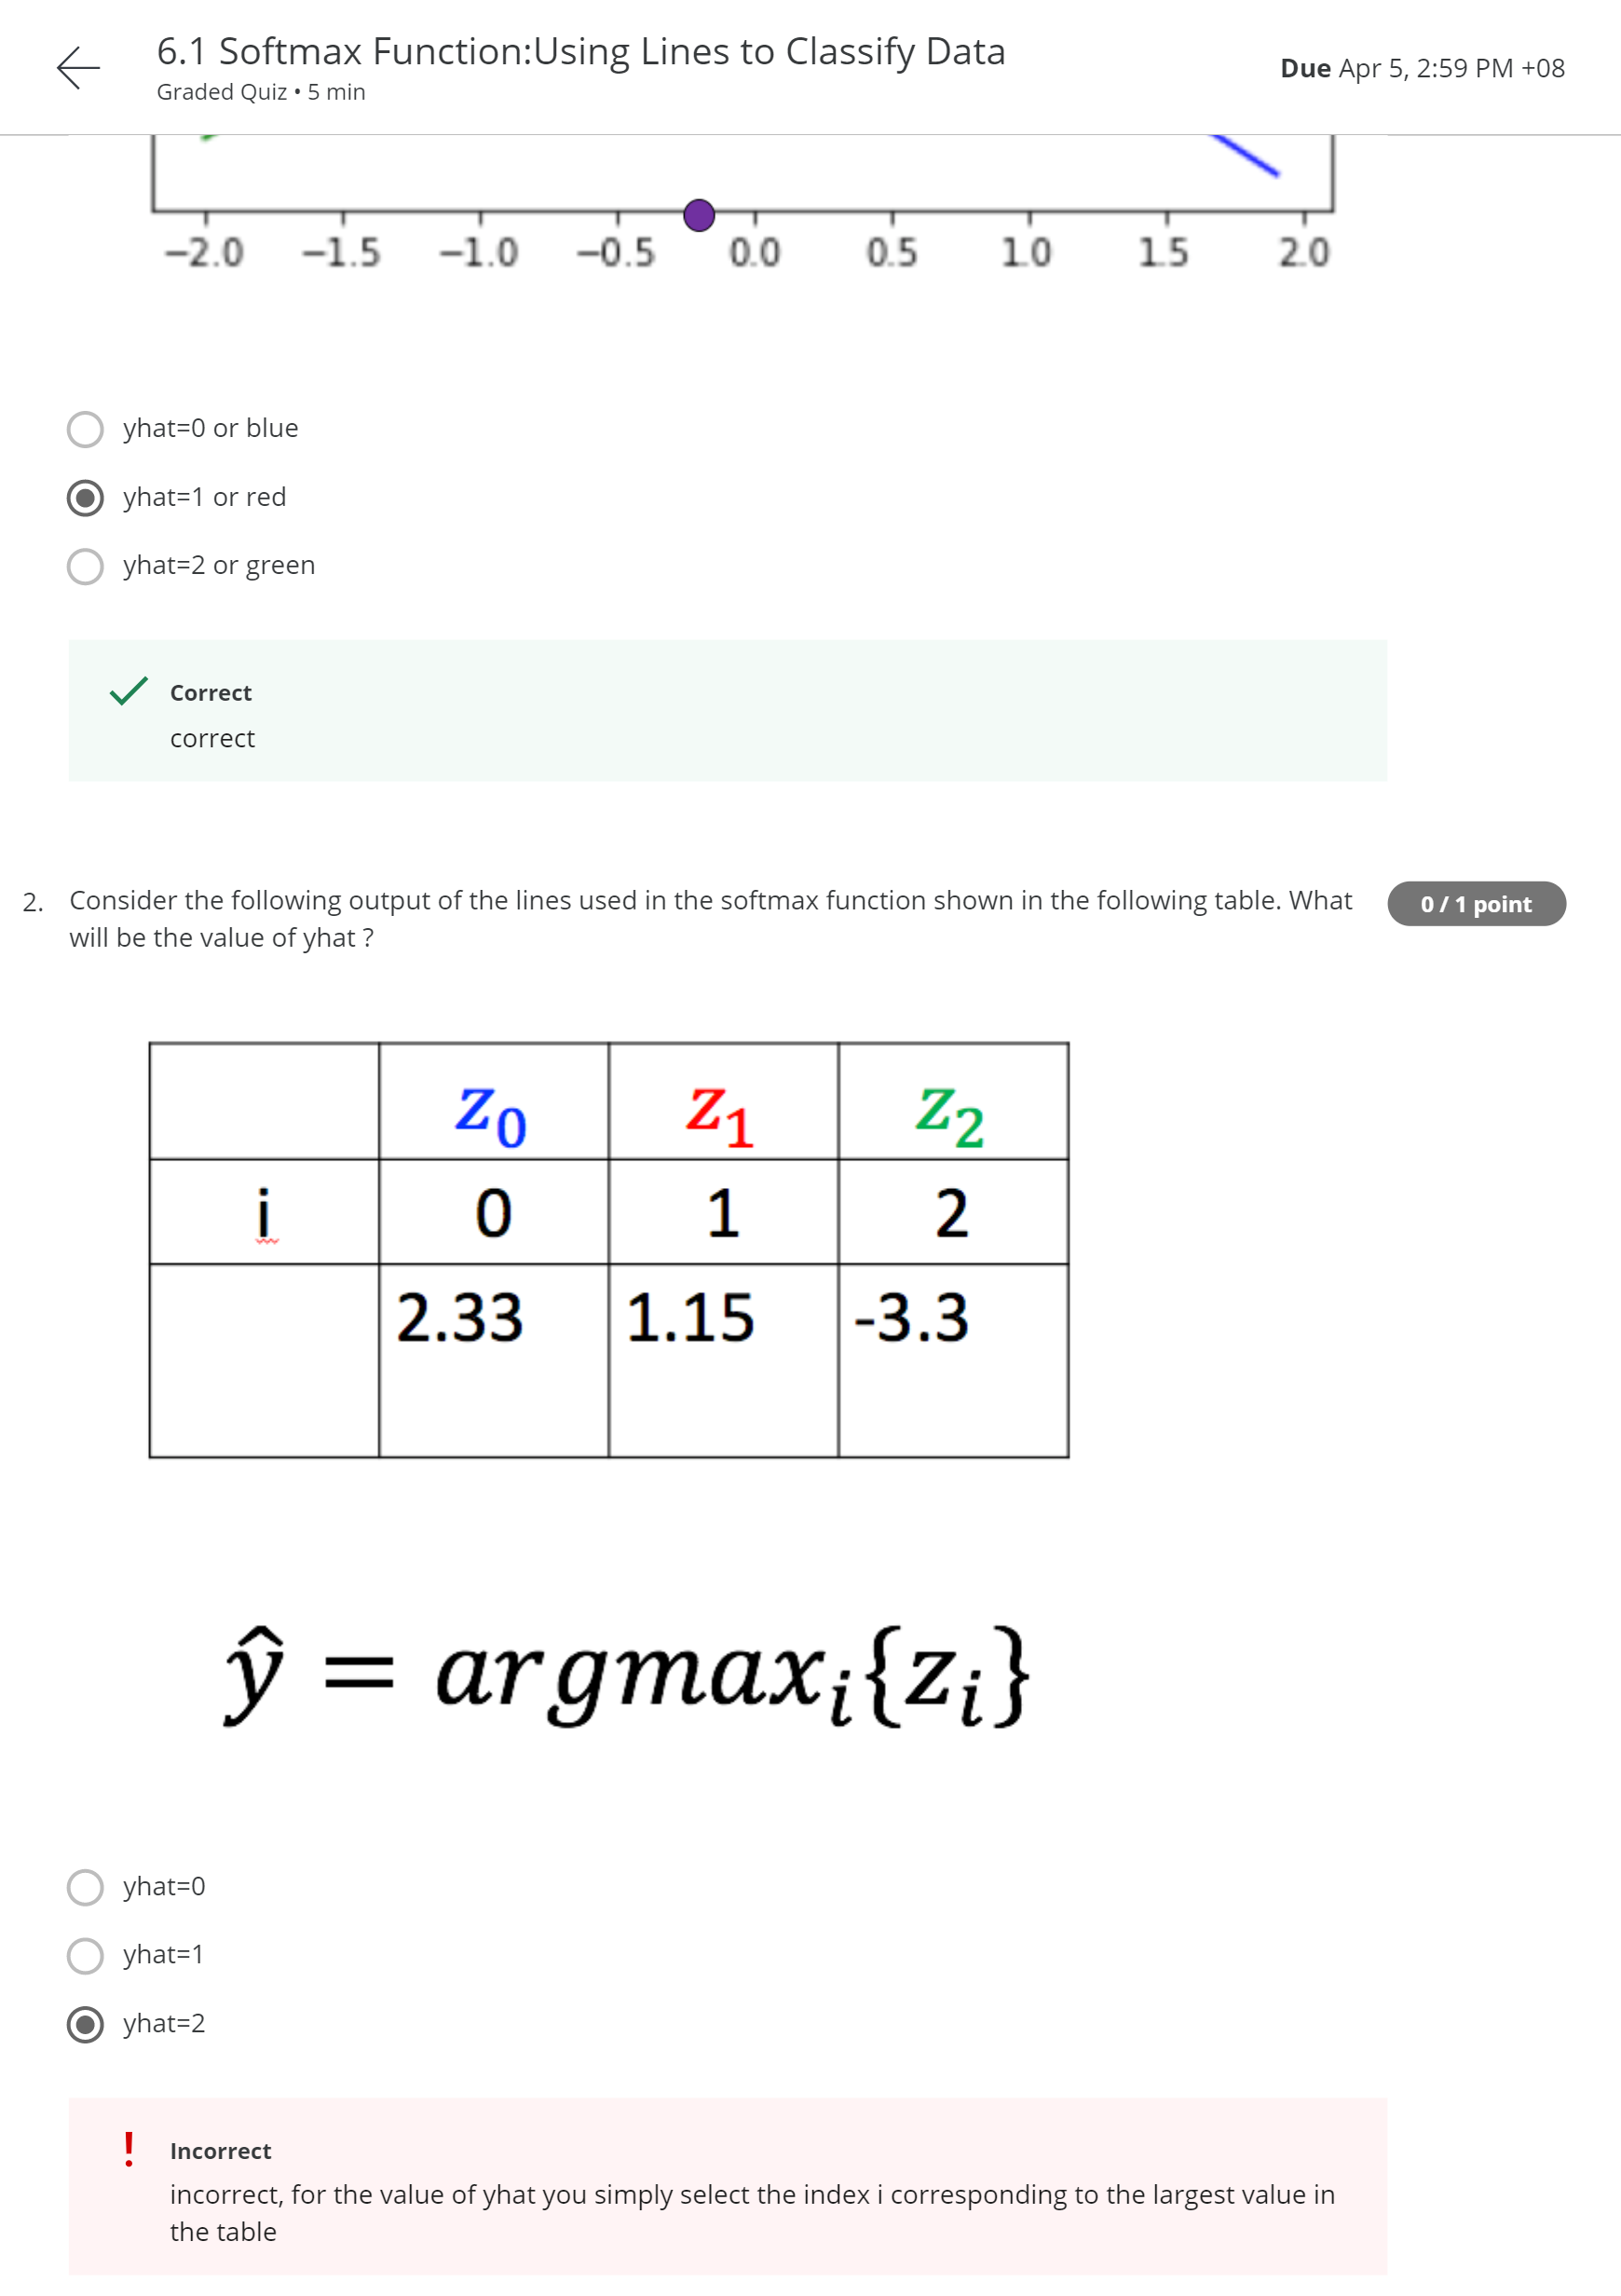 6.1 Softmax Function:Using Lines to Classify Data
Graded Quiz • 5 min
Due Apr 5, 2:59 PM +08
−2.0 −1.5 −1.0 −0.5 0.0 0.5 1.0 1.5 2.0
yhat=0 or blue
yhat=1 or red
yhat=2 or green
Correct
correct
2. Consider the following output of the lines used in the softmax function shown in the following table. What
will be the value of yhat ?
0 / 1 point
z₀ z₁ z₂
i 0 1 2
2.33 1.15 -3.3
ŷ = argmaxᵢ{zᵢ}
yhat=0
yhat=1
yhat=2
! Incorrect
incorrect, for the value of yhat you simply select the index i corresponding to the largest value in
the table